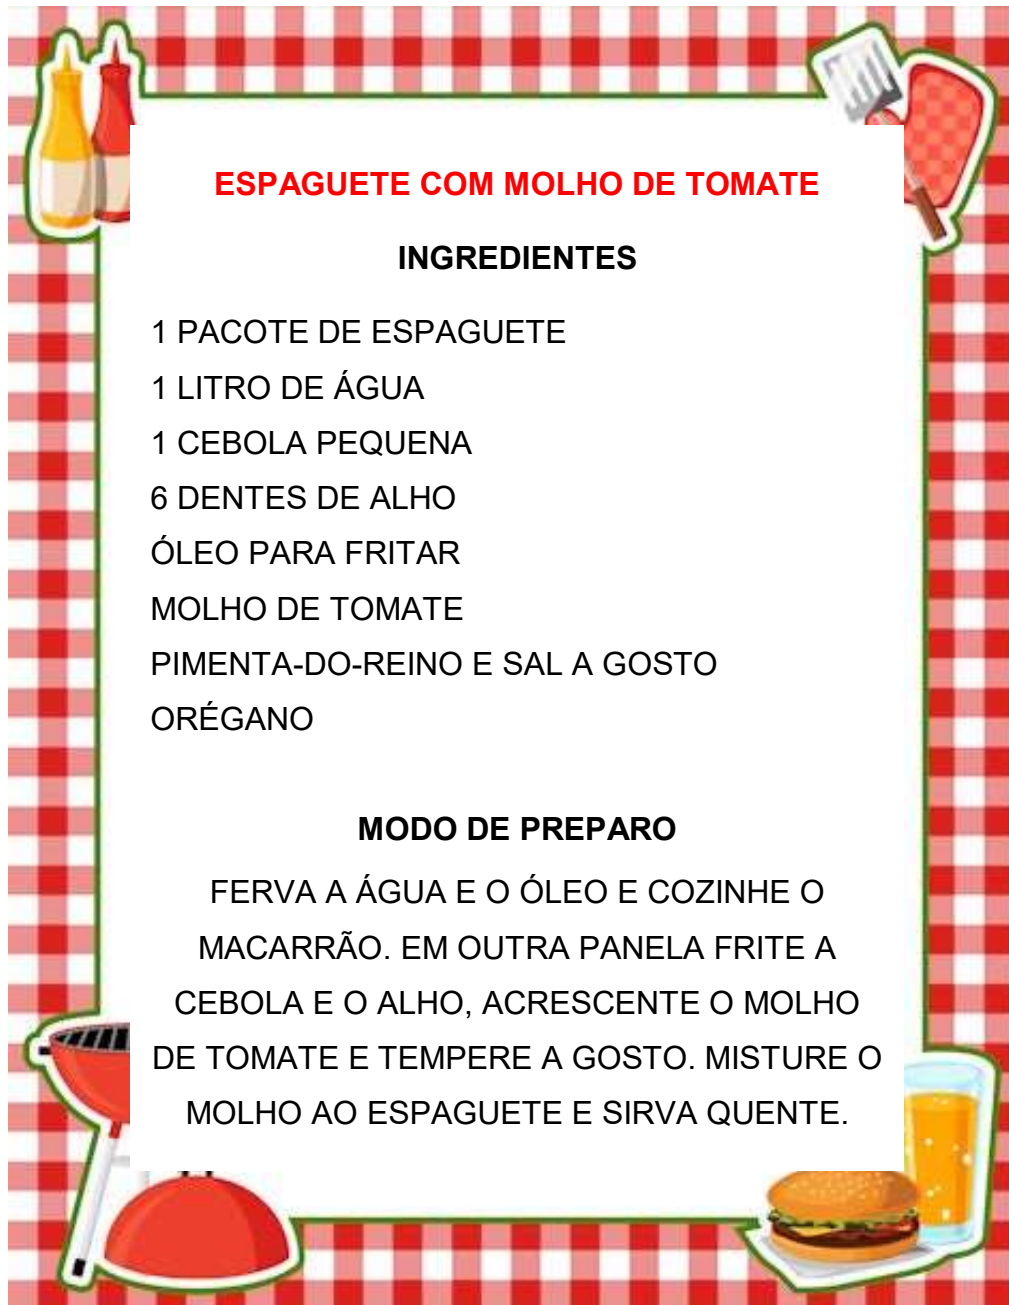 ESPAGUETE COM MOLHO DE TOMATE
INGREDIENTES
1 PACOTE DE ESPAGUETE
1 LITRO DE ÁGUA
1 CEBOLA PEQUENA
6 DENTES DE ALHO
ÓLEO PARA FRITAR
MOLHO DE TOMATE
PIMENTA-DO-REINO E SAL A GOSTO
ORÉGANO
MODO DE PREPARO
FERVA A ÁGUA E O ÓLEO E COZINHE O
MACARRÃO. EM OUTRA PANELA FRITE A
CEBOLA E O ALHO, ACRESCENTE O MOLHO
DE TOMATE E TEMPERE A GOSTO. MISTURE O
MOLHO AO ESPAGUETE E SIRVA QUENTE.